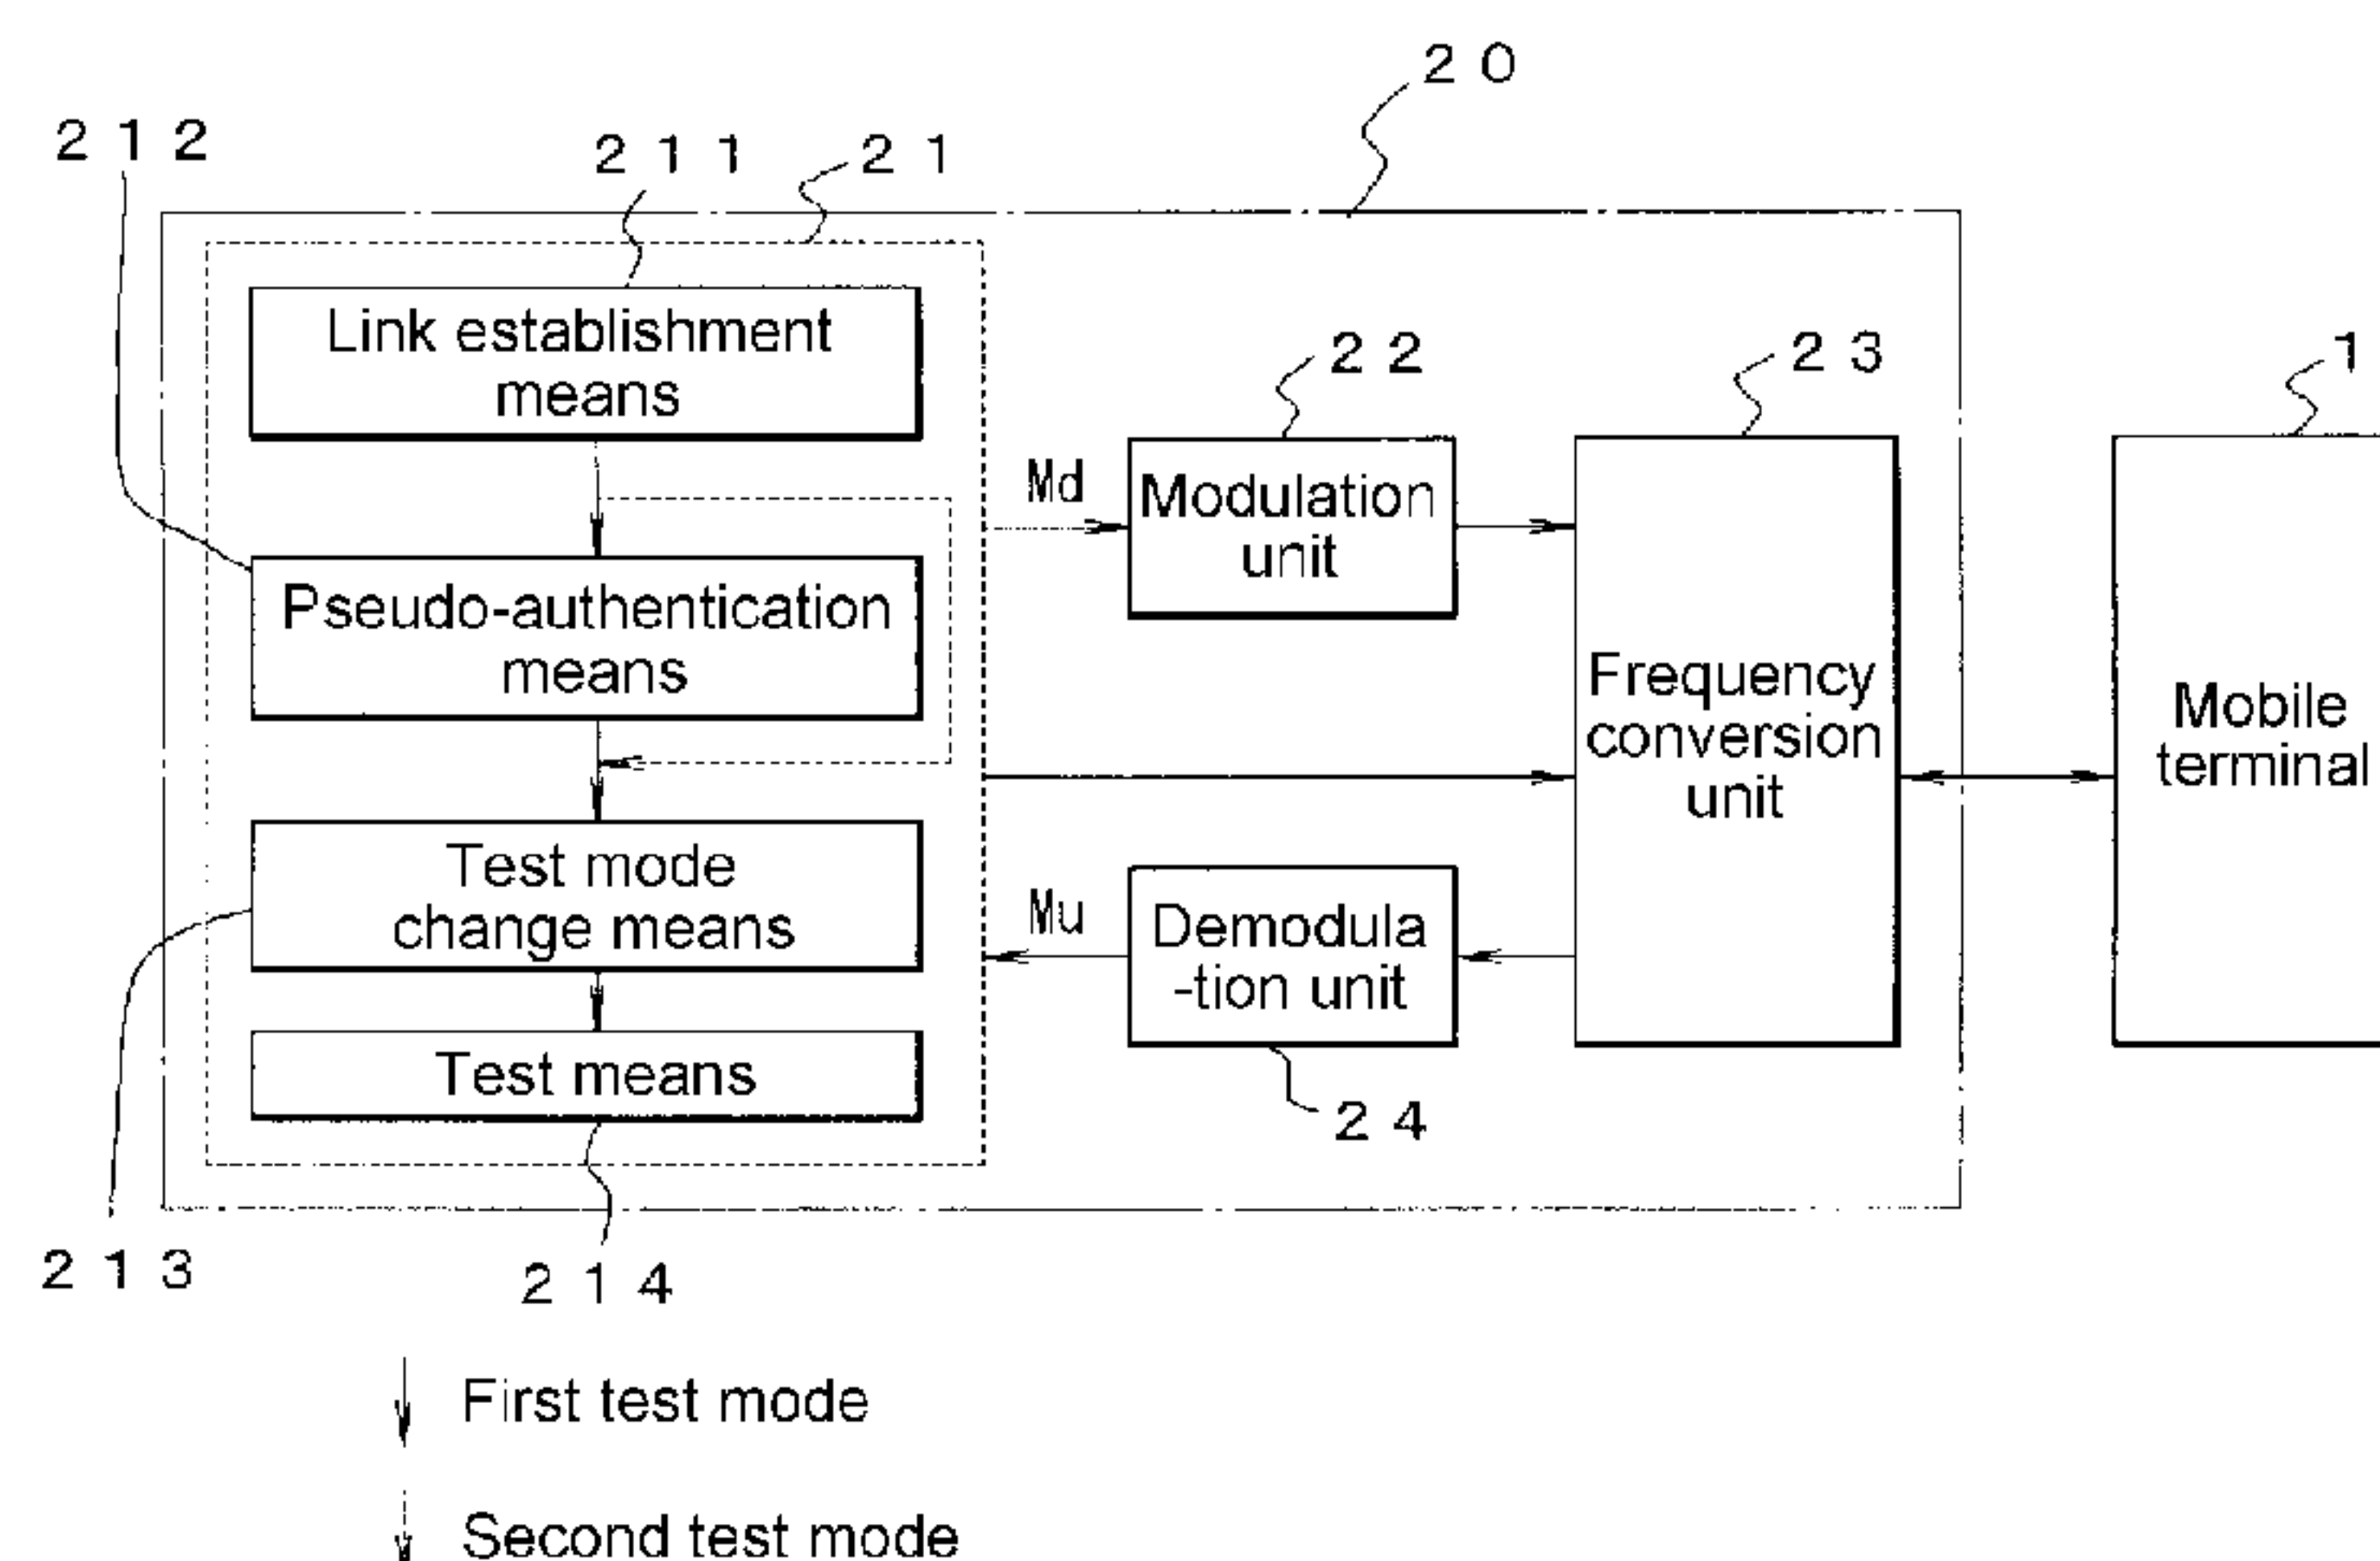 20
212
211
21
Link establishment
means
22
23
1
Md
Modulation
unit
Pseudo-authentication
means
Frequency
conversion
unit
Mobile
terminal
Test mode
change means
Mu
Demodula
-tion unit
Test means
24
213
214
First test mode
Second test mode